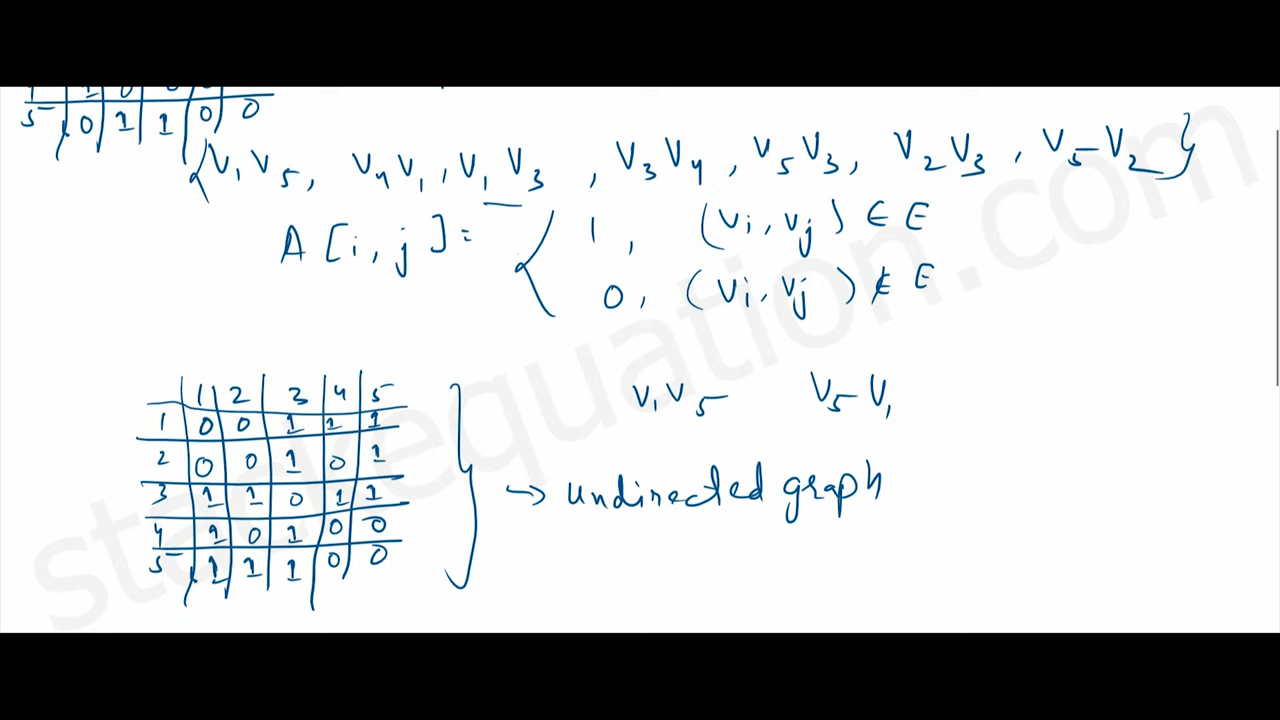 5 0 1 1 0 0
{V1V5, V4V1, V1V3, V3V4, V5V3, V2V3, V5V2}
A[i,j] = { 1, (vi, vj) ∈ E
0, (vi, vj) ∉ E
1 2 3 4 5
1 0 0 1 1 1
2 0 0 1 0 1
3 1 1 0 1 1
4 1 0 1 0 0
5 1 1 1 0 0
V1V5 V5V1
→ undirected graph
stackequation.com